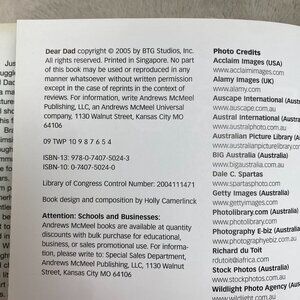 Dear Dad copyright © 2005 by BTG Studios, Inc.
All rights reserved. Printed in Singapore. No part
of this book may be used or reproduced in any
manner whatsoever without written permission
except in the case of reprints in the context of
reviews. For information, write Andrews McMeel
Publishing, LLC, an Andrews McMeel Universal
company, 1130 Walnut Street, Kansas City, KS MO
64106
09 TWP 10 9 8 7 6 5 4
ISBN-13: 978-0-7407-5024-3
ISBN-10: 0-7407-5024-0
Library of Congress Control Number: 2004111471
Book design and composition by Holly Camerlinck
Attention: Schools and Businesses:
Andrews McMeel books are available at quantity
discounts with bulk purchase for educational,
business, or sales promotional use. For informa-
tion, please write to: Special Sales Department,
Andrews McMeel Publishing, LLC, 1130 Walnut
Street, Kansas City, MO 64106
Photo Credits
Acclaim Images (USA)
www.acclaimimages.com
Alamy Images (UK)
www.alamy.com
Auscape International (Austra
www.auscape.com.au
Austral International (Austra
www.australphoto.com.au
Australian Picture Library (A
www.australianpicturelibrary.
BIG Australia (Australia)
www.bigaustralia.com.au
Dale C. Spartas
www.spartasphoto.com
Getty Images (Australia)
www.gettyimages.com
Photolibrary.com (Australia)
www.photolibrary.com
Photography E-biz (Austra
www.photographybiz.com.au
Richard du Toit
rdutoit@iafrica.com
Stock Photos (Australia)
www.stockphotos.com.au
Wildlight Photo Agency (A